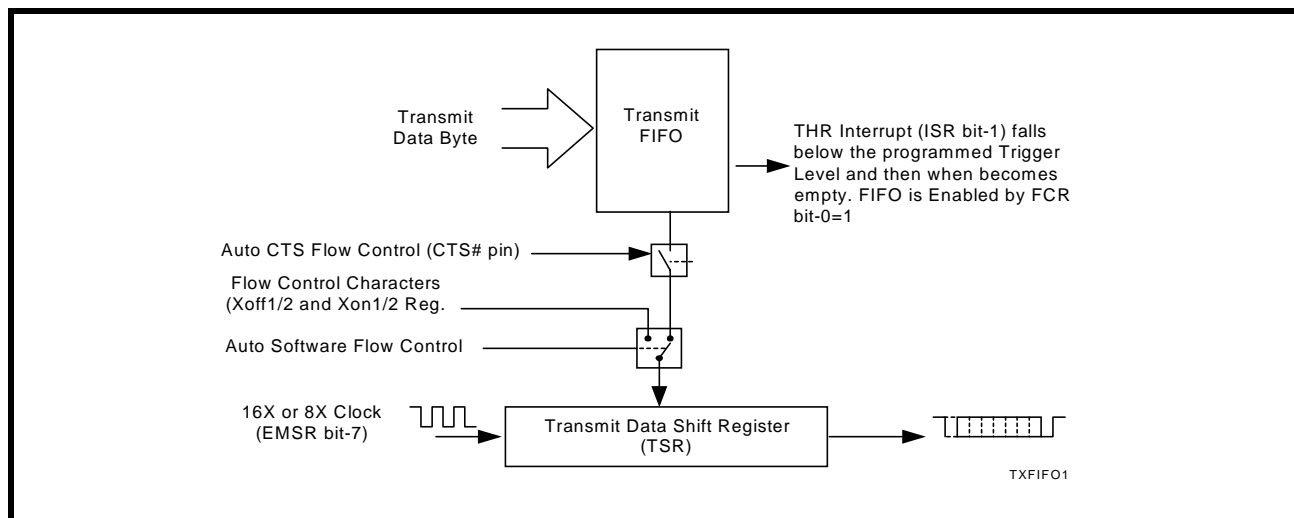 Transmit
Data Byte
Transmit
FIFO
THR Interrupt (ISR bit-1) falls
below the programmed Trigger
Level and then when becomes
empty. FIFO is Enabled by FCR
bit-0=1
Auto CTS Flow Control (CTS# pin)
Flow Control Characters
(Xoff1/2 and Xon1/2 Reg.
Auto Software Flow Control
16X or 8X Clock
(EMSR bit-7)
Transmit Data Shift Register
(TSR)
TXFIFO1